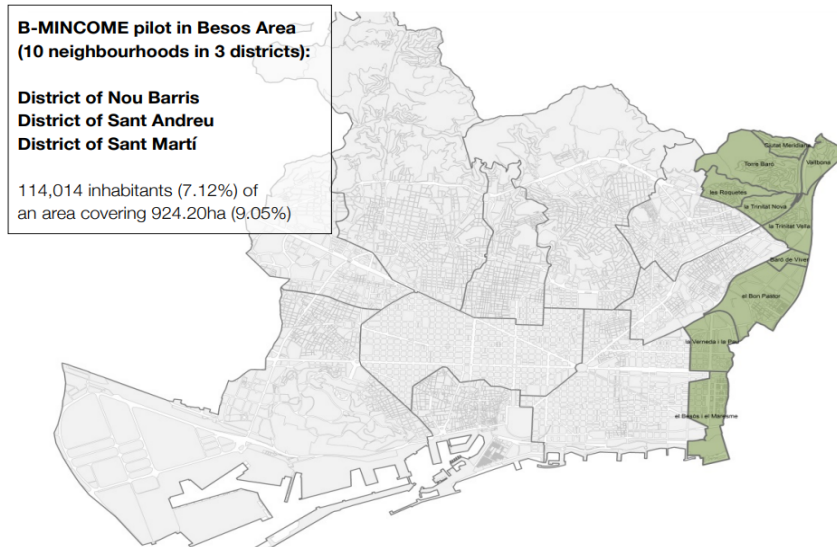 B-MINCOME pilot in Besos Area
(10 neighbourhoods in 3 districts):
District of Nou Barris
District of Sant Andreu
District of Sant Martí
114,014 inhabitants (7.12%) of
an area covering 924.20ha (9.05%)
Ciutat Meridiana
Torre Baró
Vallbona
les Roquetes
la Trinitat Nova
la Trinitat Vella
Baró de Viver
el Bon Pastor
la Verneda i la Pau
el Besòs i el Maresme